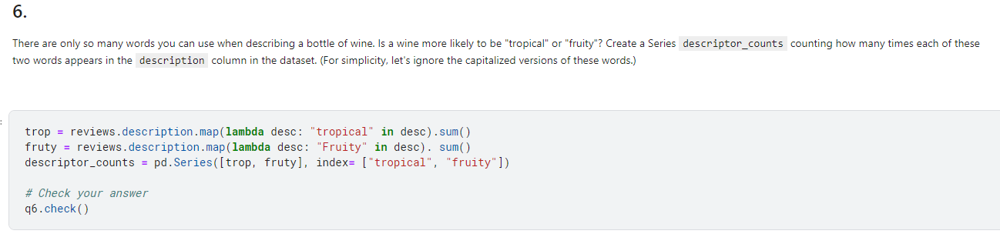 6.
There are only so many words you can use when describing a bottle of wine. Is a wine more likely to be "tropical" or "fruity"? Create a Series descriptor_counts counting how many times each of these
two words appears in the description column in the dataset. (For simplicity, let's ignore the capitalized versions of these words.)
:
trop = reviews.description.map(lambda desc: "tropical" in desc).sum()
fruty = reviews.description.map(lambda desc: "Fruity" in desc). sum()
descriptor_counts = pd.Series([trop, fruty], index= ["tropical", "fruity"])
# Check your answer
q6.check()